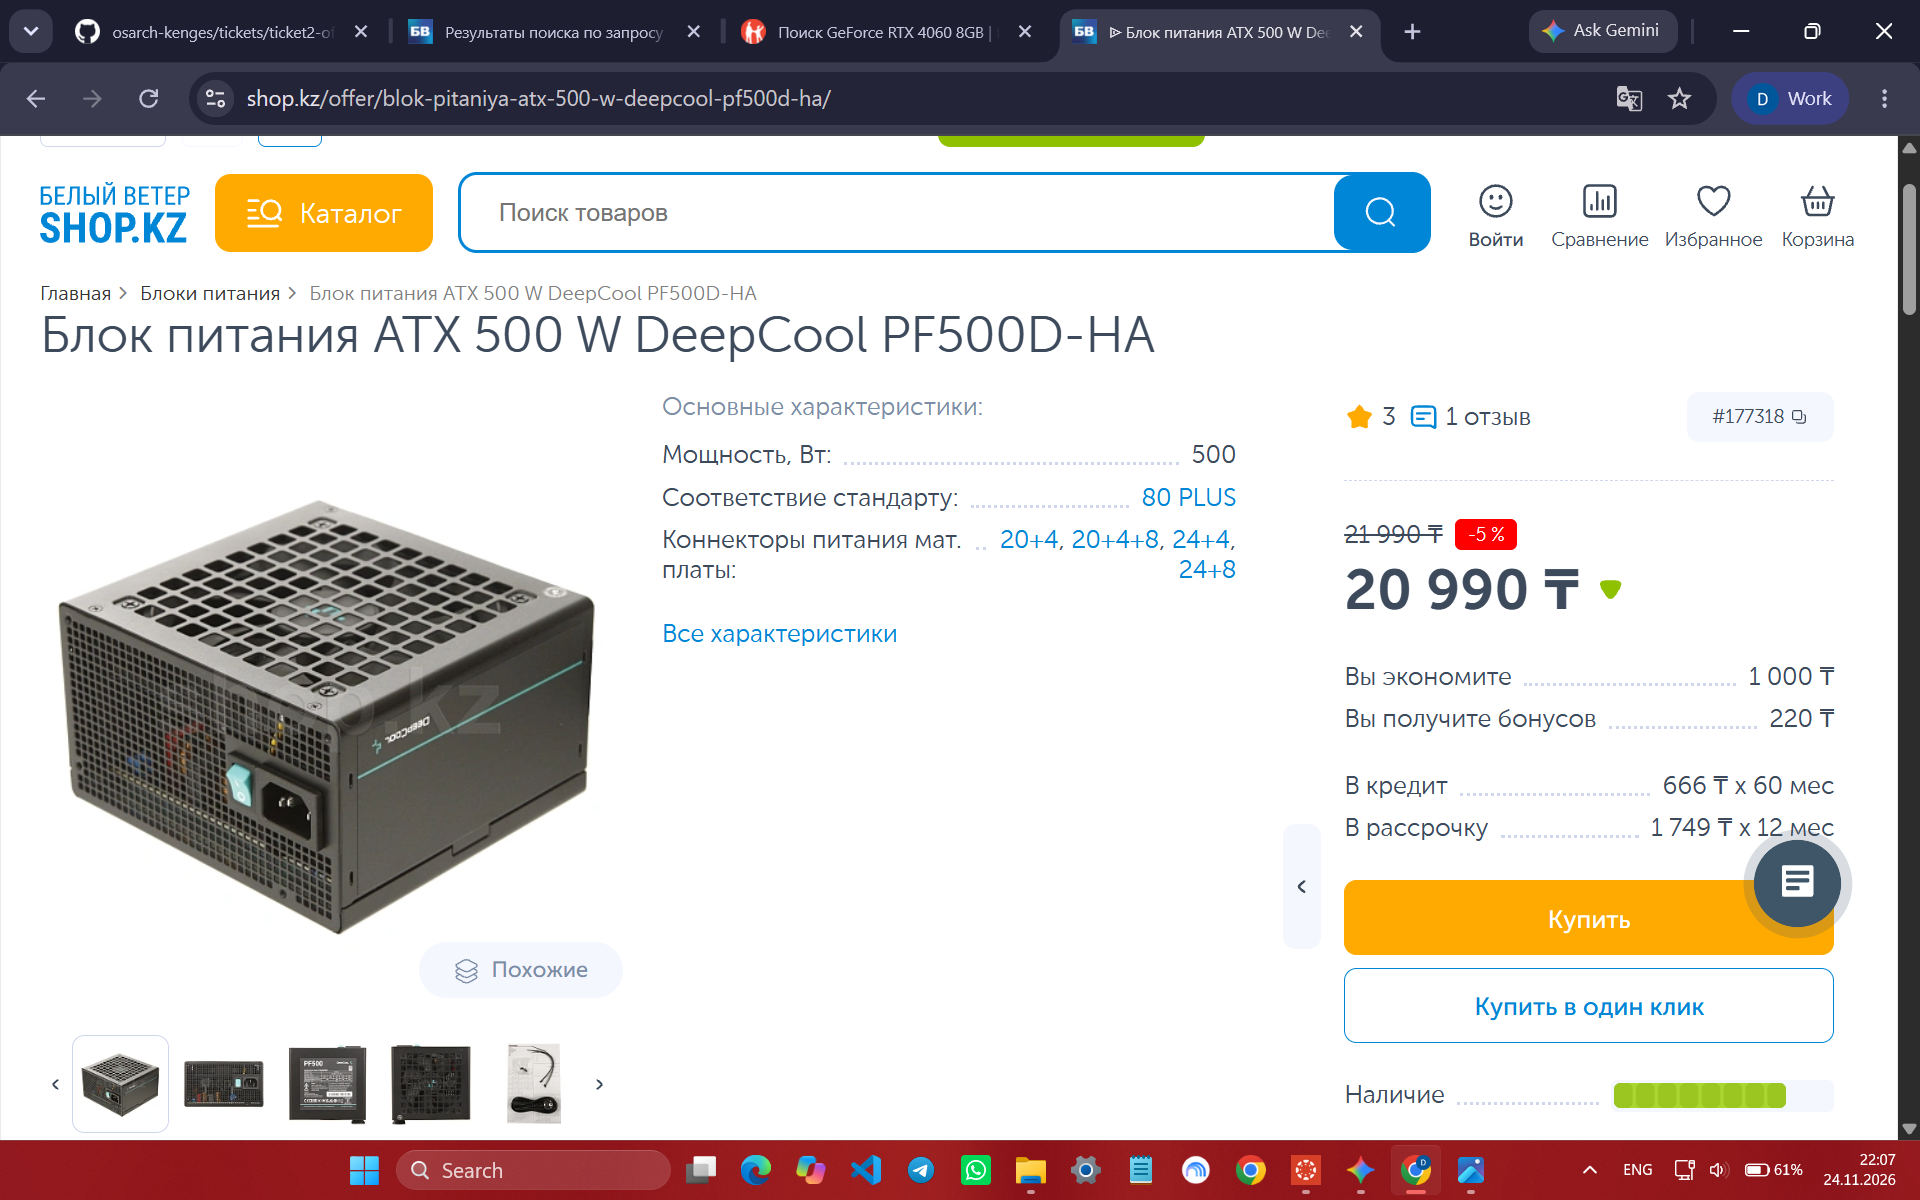 osarch-kenges/tickets/ticket2-of
Результаты поиска по запросу
Поиск GeForce RTX 4060 8GB |
Блок питания ATX 500 W Dee
Ask Gemini
shop.kz/offer/blok-pitaniya-atx-500-w-deepcool-pf500d-ha/
D Work
БЕЛЫЙ ВЕТЕР
SHOP.KZ
Каталог
Поиск товаров
Войти
Сравнение
Избранное
Корзина
Главная > Блоки питания > Блок питания ATX 500 W DeepCool PF500D-HA
Блок питания ATX 500 W DeepCool PF500D-HA
Основные характеристики:
Мощность, Вт: 500
Соответствие стандарту: 80 PLUS
Коннекторы питания мат. платы: 20+4, 20+4+8, 24+4, 24+8
Все характеристики
3 1 отзыв
#177318
21 990 ₸ -5 %
20 990 ₸
Вы экономите 1 000 ₸
Вы получите бонусов 220 ₸
В кредит 666 ₸ x 60 мес
В рассрочку 1 749 ₸ x 12 мес
Купить
Купить в один клик
Наличие
DEEPCOOL
shop.kz
Похожие
PF500
Search
ENG
61%
22:07
24.11.2026